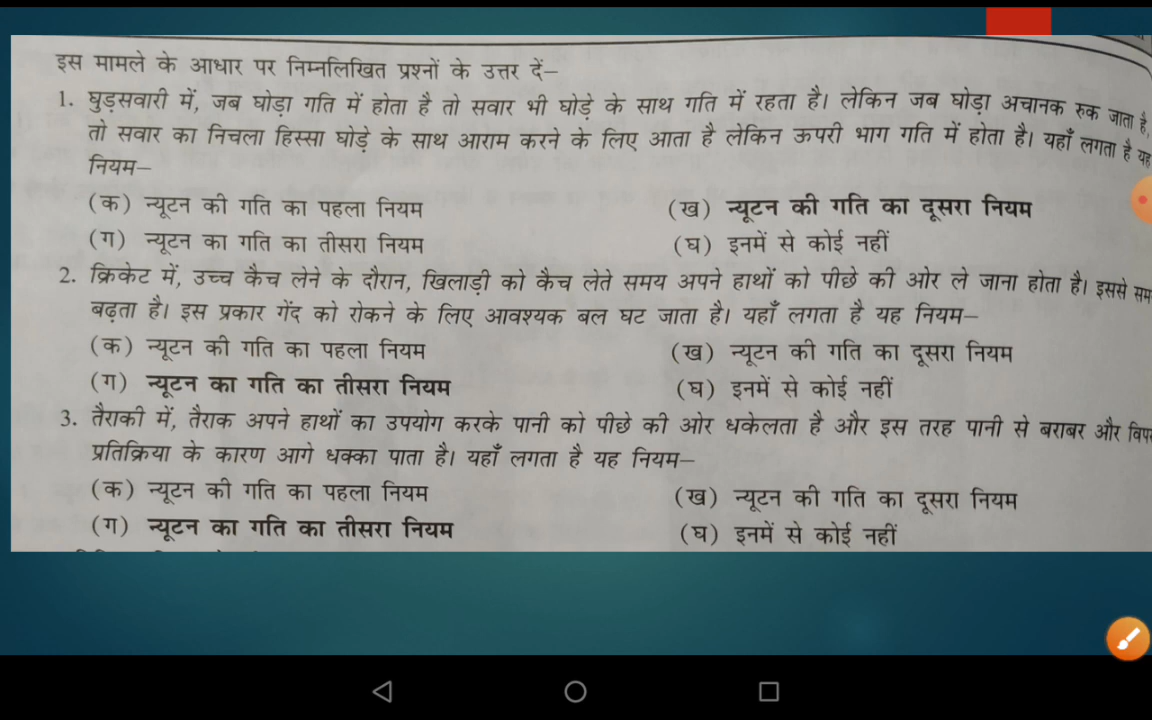 इस मामले के आधार पर निम्नलिखित प्रश्नों के उत्तर दें–
1. घुड़सवारी में, जब घोड़ा गति में होता है तो सवार भी घोड़े के साथ गति में रहता है। लेकिन जब घोड़ा अचानक रुक जाता है,
तो सवार का निचला हिस्सा घोड़े के साथ आराम करने के लिए आता है लेकिन ऊपरी भाग गति में होता है। यहाँ लगता है यह
नियम–
(क) न्यूटन की गति का पहला नियम (ख) न्यूटन की गति का दूसरा नियम
(ग) न्यूटन का गति का तीसरा नियम (घ) इनमें से कोई नहीं
2. क्रिकेट में, उच्च कैच लेने के दौरान, खिलाड़ी को कैच लेते समय अपने हाथों को पीछे की ओर ले जाना होता है। इससे सम
बढ़ता है। इस प्रकार गेंद को रोकने के लिए आवश्यक बल घट जाता है। यहाँ लगता है यह नियम–
(क) न्यूटन की गति का पहला नियम (ख) न्यूटन की गति का दूसरा नियम
(ग) न्यूटन का गति का तीसरा नियम (घ) इनमें से कोई नहीं
3. तैराकी में, तैराक अपने हाथों का उपयोग करके पानी को पीछे की ओर धकेलता है और इस तरह पानी से बराबर और विपर
प्रतिक्रिया के कारण आगे धक्का पाता है। यहाँ लगता है यह नियम–
(क) न्यूटन की गति का पहला नियम (ख) न्यूटन की गति का दूसरा नियम
(ग) न्यूटन का गति का तीसरा नियम (घ) इनमें से कोई नहीं